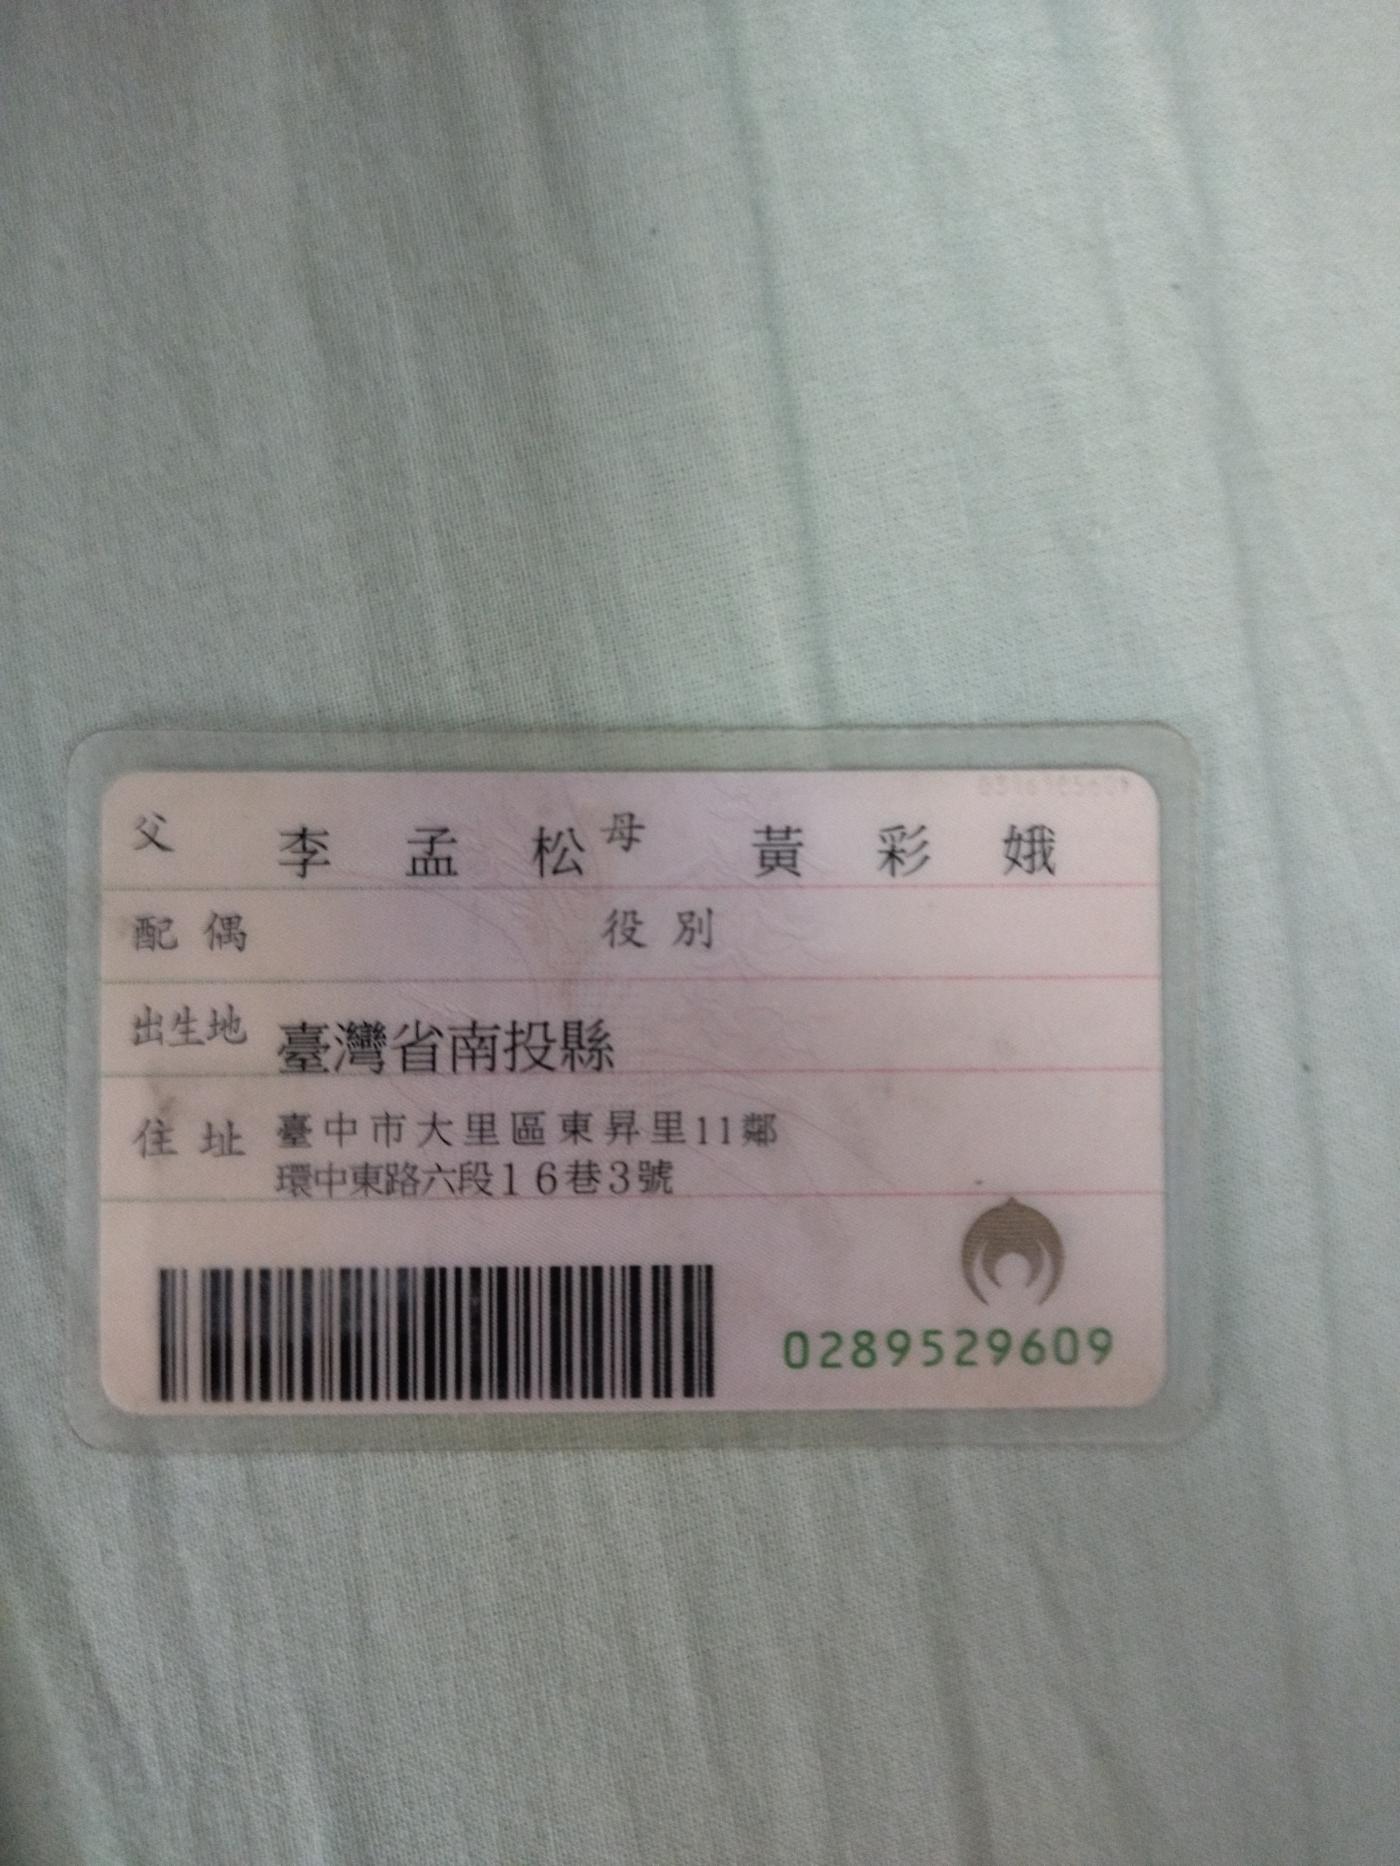 父 李孟松 母 黃彩娥
配偶 役別
出生地 臺灣省南投縣
住址 臺中市大里區東昇里11鄰
環中東路六段16巷3號
0289529609